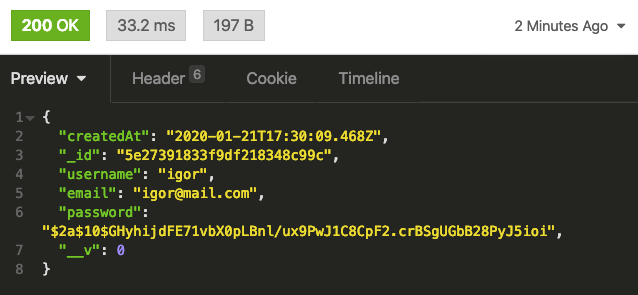 200 OK 33.2 ms 197 B 2 Minutes Ago
Preview Header 6 Cookie Timeline
1 {
2 "createdAt": "2020-01-21T17:30:09.468Z",
3 "_id": "5e27391833f9df218348c99c",
4 "username": "igor",
5 "email": "igor@mail.com",
6 "password":
"$2a$10$GHyhijdFE71vbX0pLBnl/ux9PwJ1C8CpF2.crBSgUGbB28PyJ5ioi",
7 "__v": 0
8 }